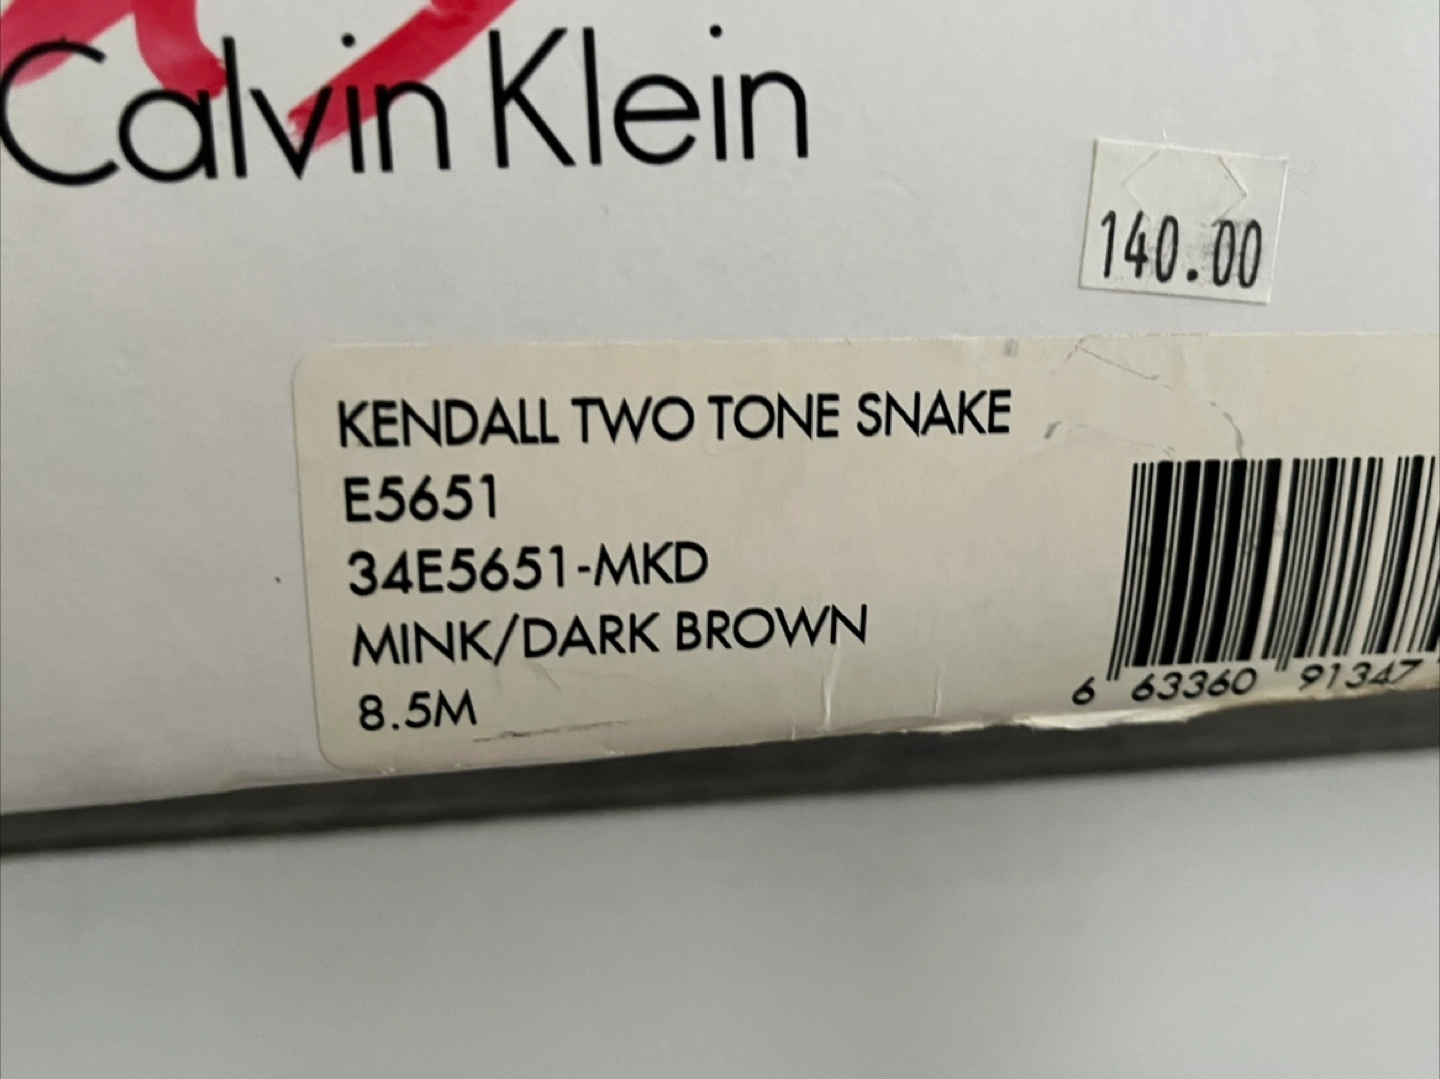 Calvin Klein
140.00
KENDALL TWO TONE SNAKE
E5651
34E5651-MKD
MINK/DARK BROWN
8.5M
6 63360 91347